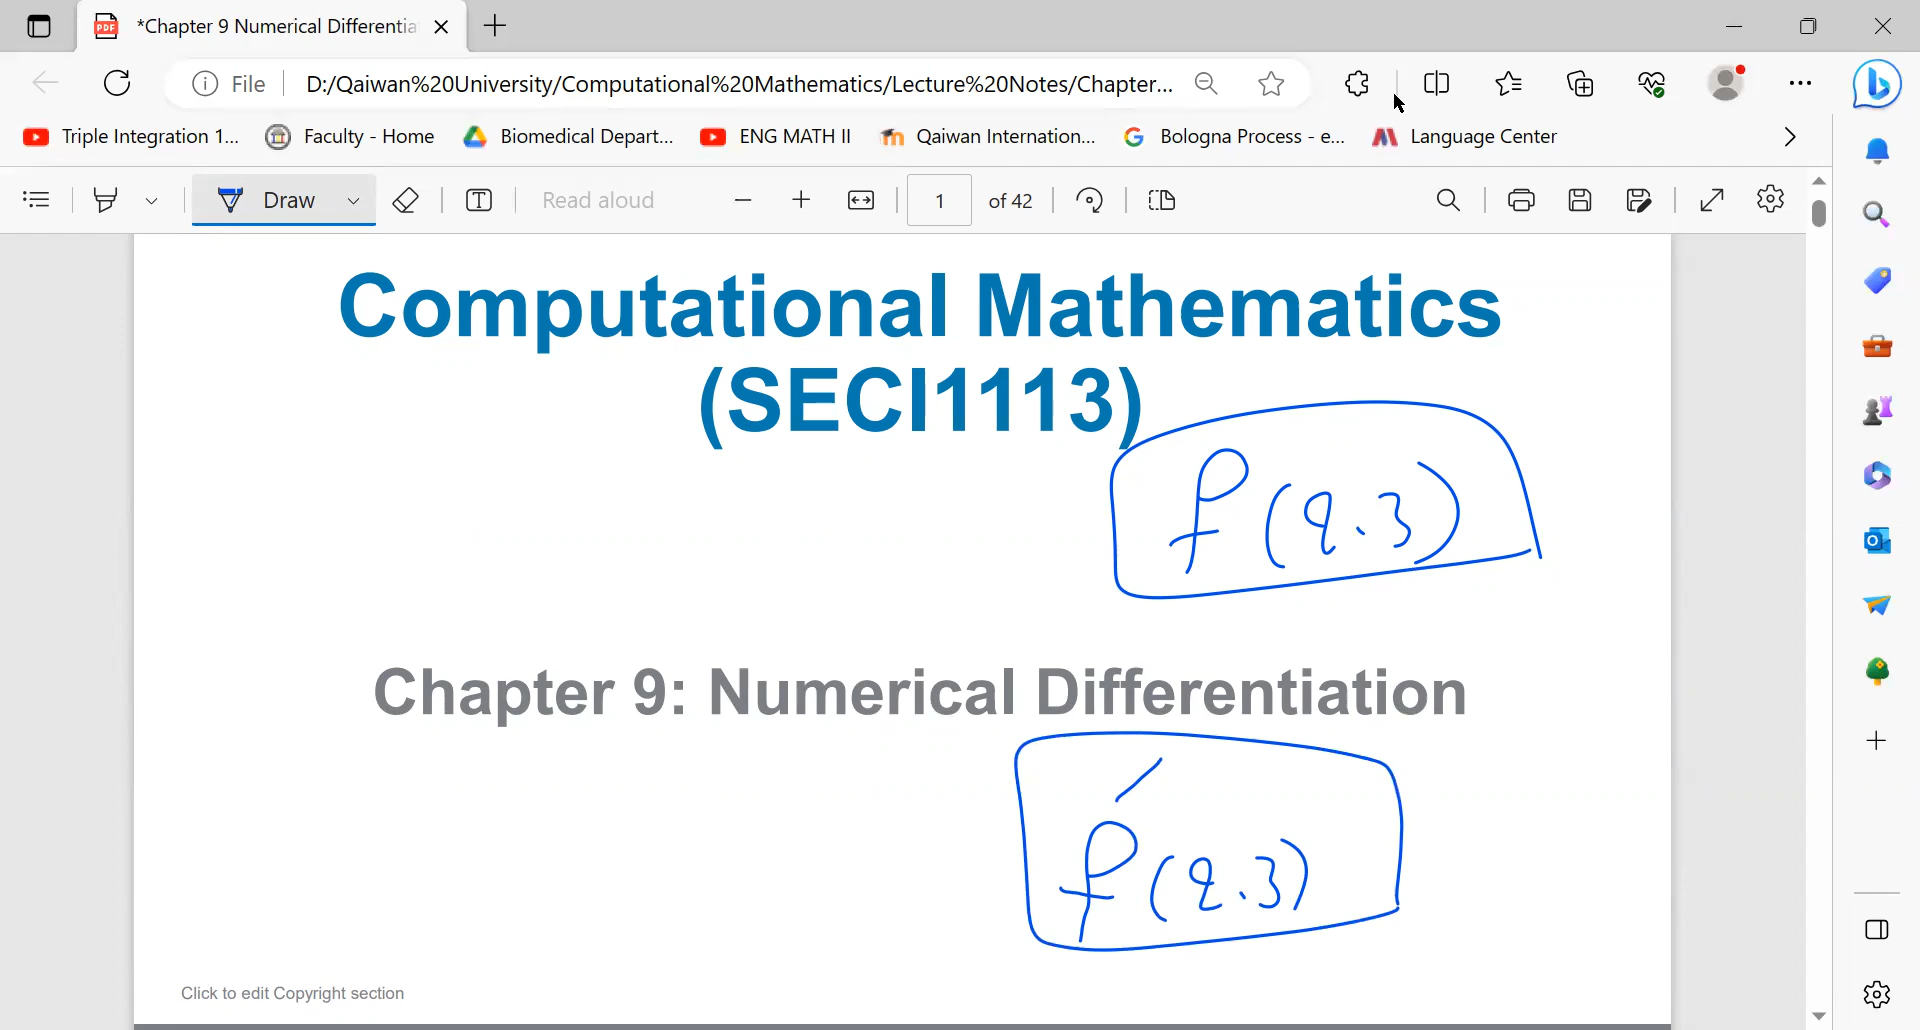 *Chapter 9 Numerical Differentia
File D:/Qaiwan%20University/Computational%20Mathematics/Lecture%20Notes/Chapter...
Triple Integration 1... Faculty - Home Biomedical Depart... ENG MATH II Qaiwan Internation... Bologna Process - e... Language Center
Draw Read aloud 1 of 42
Computational Mathematics
(SECI1113)
f(9.3)
Chapter 9: Numerical Differentiation
f′(9.3)
Click to edit Copyright section